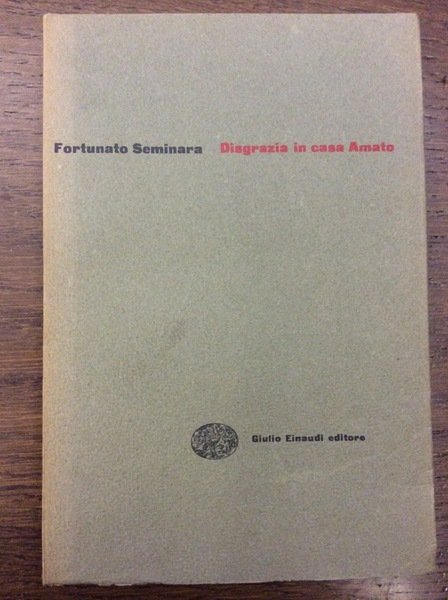 Fortunato Seminara Disgrazia in casa Amato
Giulio Einaudi editore